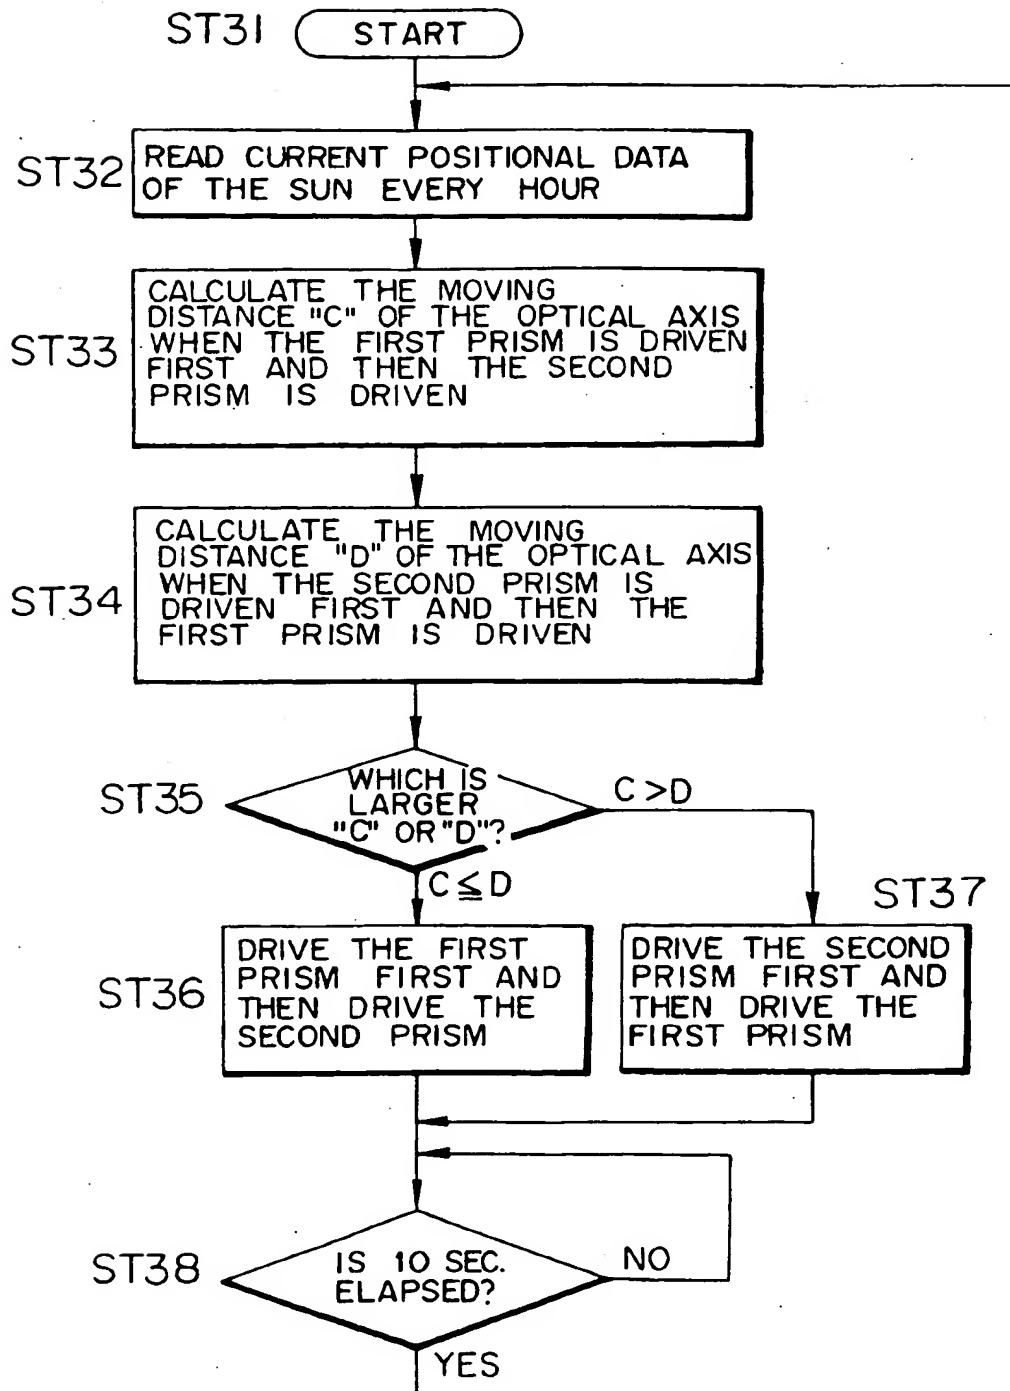 ST31
START
ST32
READ CURRENT POSITIONAL DATA
OF THE SUN EVERY HOUR
ST33
CALCULATE THE MOVING
DISTANCE "C" OF THE OPTICAL AXIS
WHEN THE FIRST PRISM IS DRIVEN
FIRST AND THEN THE SECOND
PRISM IS DRIVEN
ST34
CALCULATE THE MOVING
DISTANCE "D" OF THE OPTICAL AXIS
WHEN THE SECOND PRISM IS
DRIVEN FIRST AND THEN THE
FIRST PRISM IS DRIVEN
ST35
WHICH IS
LARGER
"C" OR "D"?
C>D
C≦D
ST36
DRIVE THE FIRST
PRISM FIRST AND
THEN DRIVE THE
SECOND PRISM
ST37
DRIVE THE SECOND
PRISM FIRST AND
THEN DRIVE THE
FIRST PRISM
ST38
IS 10 SEC.
ELAPSED?
NO
YES